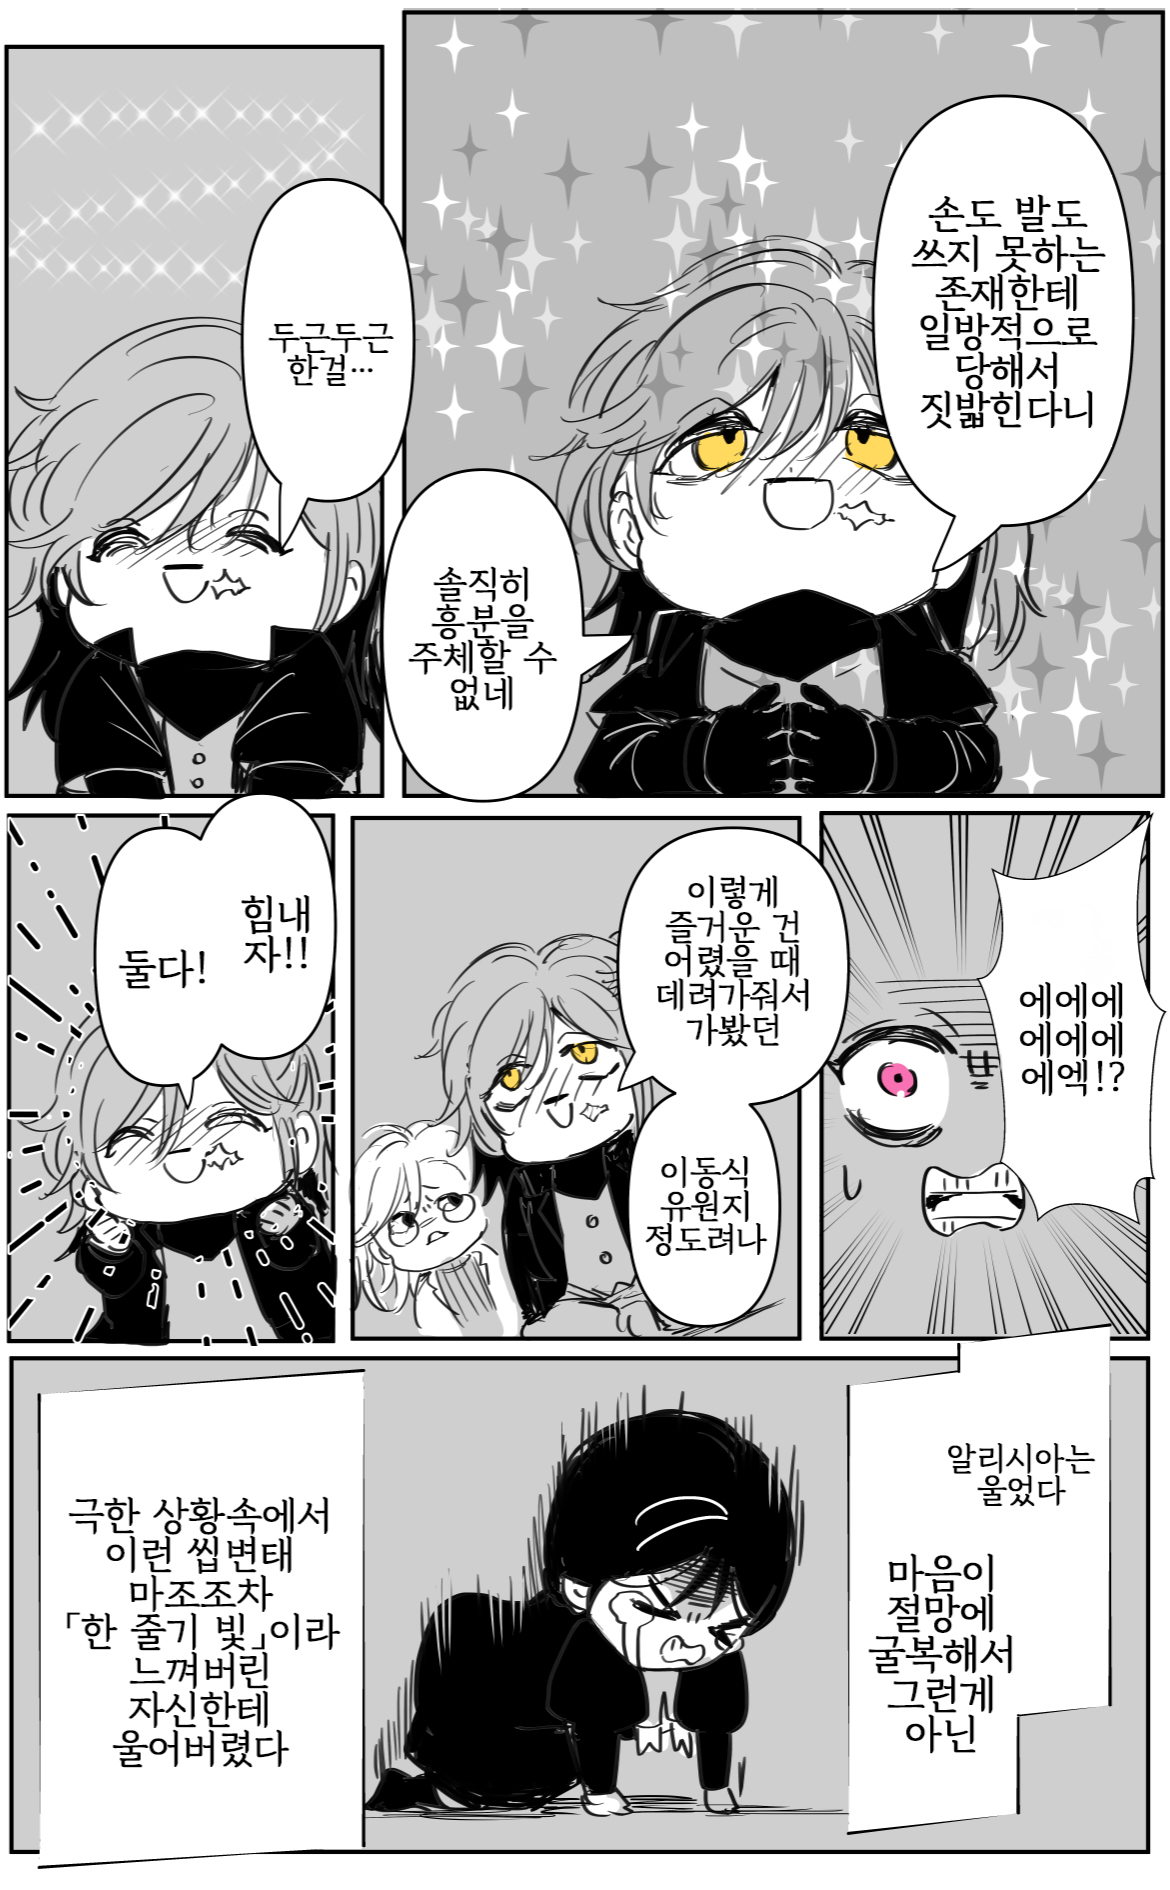 손도 발도
쓰지 못하는
존재한테
일방적으로
당해서
짓밟힌다니
솔직히
흥분을
주체할 수
없네
두근두근
한걸…
에에에
에에에
에엑!?
이렇게
즐거운 건
어렸을 때
데려가줘서
가봤던
이동식
유원지
정도려나
힘내
자!!
둘다!
알리시아는
울었다
마음이
절망에
굴복해서
그런게
아닌
극한 상황속에서
이런 씹변태
마조조차
「한 줄기 빛」이라
느껴버린
자신한테
울어버렸다